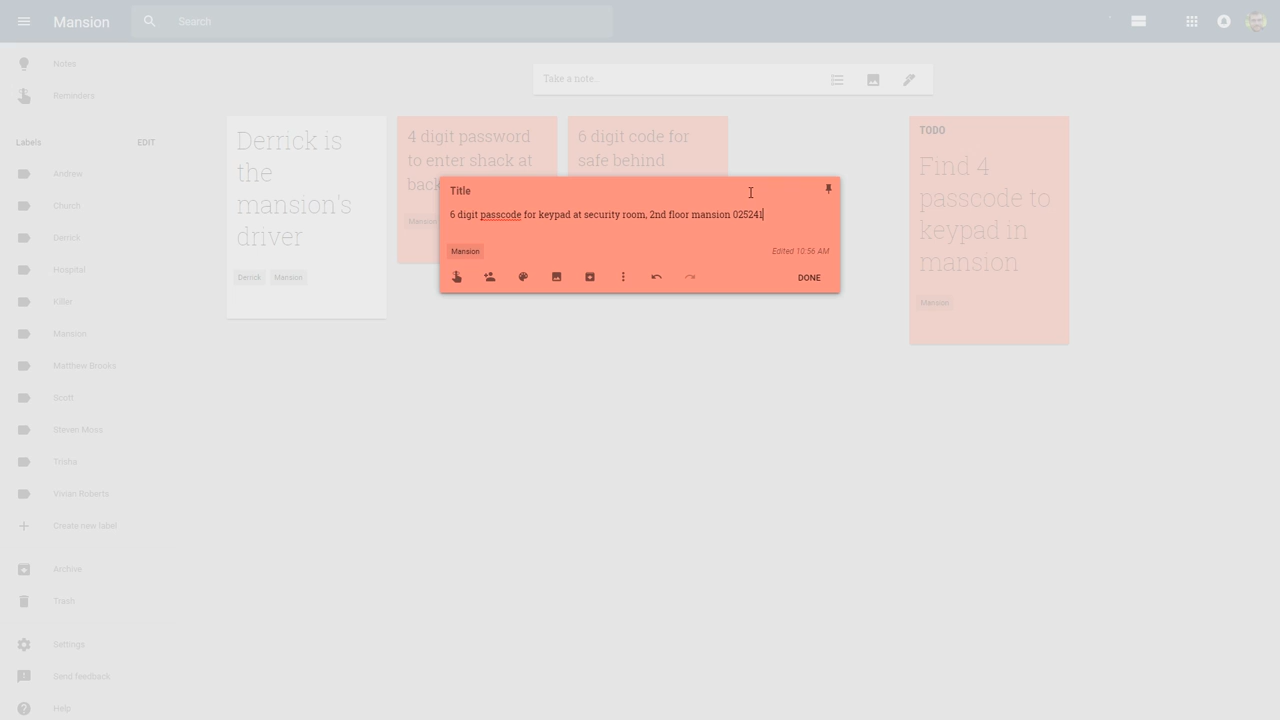 Mansion
Search
Notes
Reminders
Labels
EDIT
Andrew
Church
Derrick
Hospital
Killer
Mansion
Matthew Brooks
Scott
Steven Moss
Trisha
Vivian Roberts
Create new label
Archive
Trash
Settings
Send feedback
Help
Take a note...
Derrick is
the
mansion's
driver
Derrick
Mansion
4 digit password
to enter shack at
back
Mansion
6 digit code for
safe behind
Title
6 digit passcode for keypad at security room, 2nd floor mansion 025241
Mansion
Edited 10:56 AM
DONE
TODO
Find 4
passcode to
keypad in
mansion
Mansion